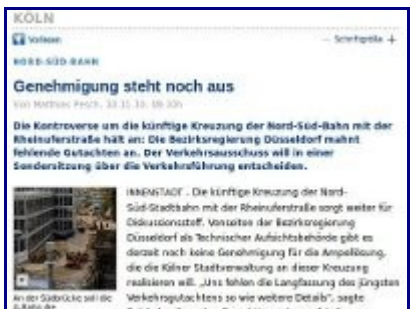 KÖLN
Vorlesen
Schriftgröße +
NORD-SÜD-BAHN
Genehmigung steht noch aus
Von Matthias Pesch,
Die Kontroverse um die künftige Kreuzung der Nord-Süd-Bahn mit der
Rheinuferstraße hält an: Die Bezirksregierung Düsseldorf mahnt
fehlende Gutachten an. Der Verkehrsausschuss will in einer
Sondersitzung über die Verkehrsführung entscheiden.
INNENSTADT - Die künftige Kreuzung der Nord-
Süd-Stadtbahn mit der Rheinuferstraße sorgt weiter für
Diskussionsstoff. Vonseiten der Bezirksregierung
Düsseldorf als Technischer Aufsichtsbehörde gibt es
derzeit noch keine Genehmigung für die Ampellösung,
die die Kölner Stadtverwaltung an dieser Kreuzung
realisieren will. „Uns fehlen die Langfassung des jüngsten
Verkehrsgutachtens so wie weitere Details“, sagte
An der Südbrücke soll die